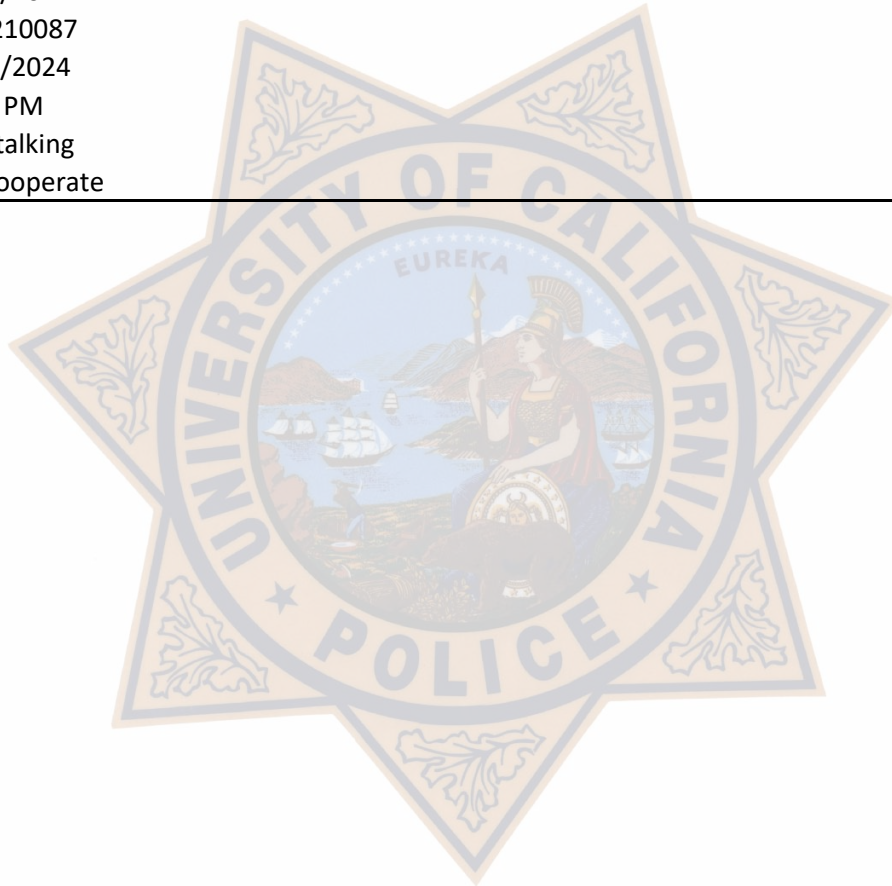 210087
/2024
PM
talking
ooperate
UNIVERSITY OF CALIFORNIA
EUREKA
★ POLICE ★